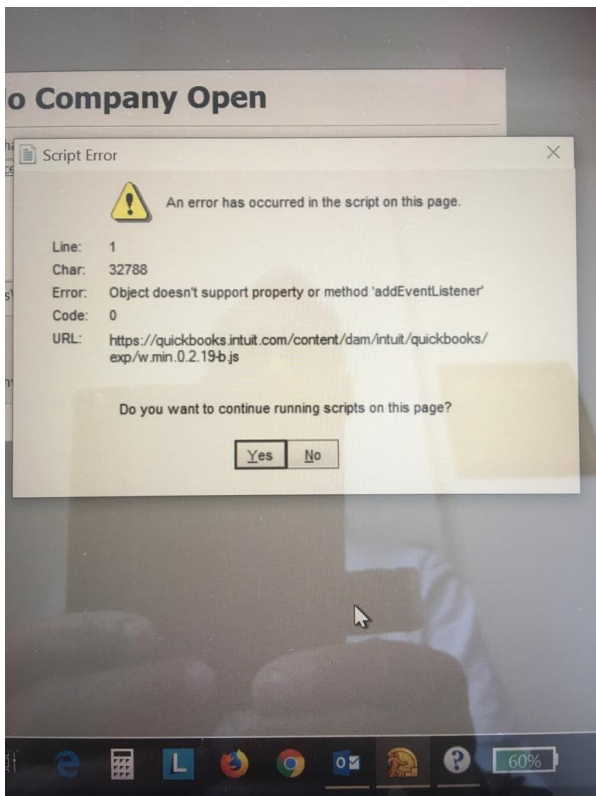 o Company Open
Script Error
An error has occurred in the script on this page.
Line: 1
Char: 32788
Error: Object doesn't support property or method 'addEventListener'
Code: 0
URL: https://quickbooks.intuit.com/content/dam/intuit/quickbooks/
exp/w.min.0.2.19-b.js
Do you want to continue running scripts on this page?
Yes No
L
60%